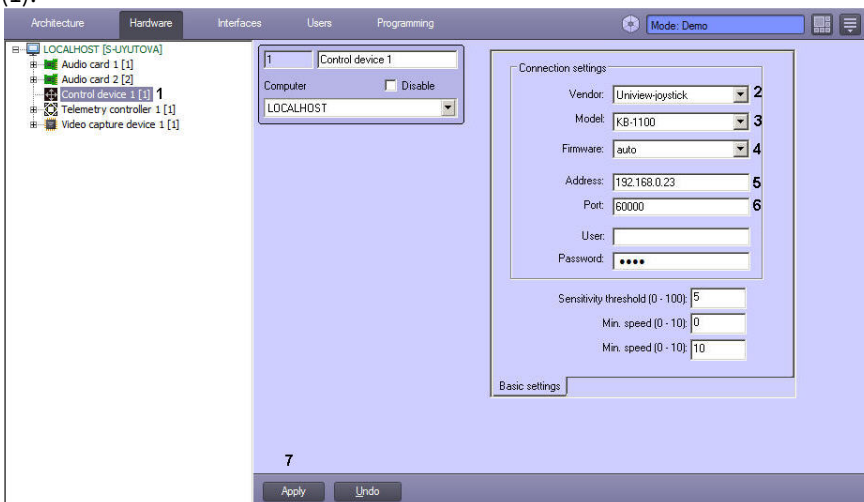 (1).
Architecture Hardware Interfaces Users Programming Mode: Demo
LOCALHOST [S-UYUTOVA]
Audio card 1 [1]
Audio card 2 [2]
Control device 1 [1] 1
Telemetry controller 1 [1]
Video capture device 1 [1]
1 Control device 1
Computer Disable
LOCALHOST
Connection settings
Vendor: Uniview-joystick 2
Model: KB-1100 3
Firmware: auto 4
Address: 192.168.0.23 5
Port: 60000 6
User:
Password: ••••
Sensitivity threshold (0 - 100): 5
Min. speed (0 - 10): 0
Min. speed (0 - 10): 10
Basic settings
7
Apply Undo